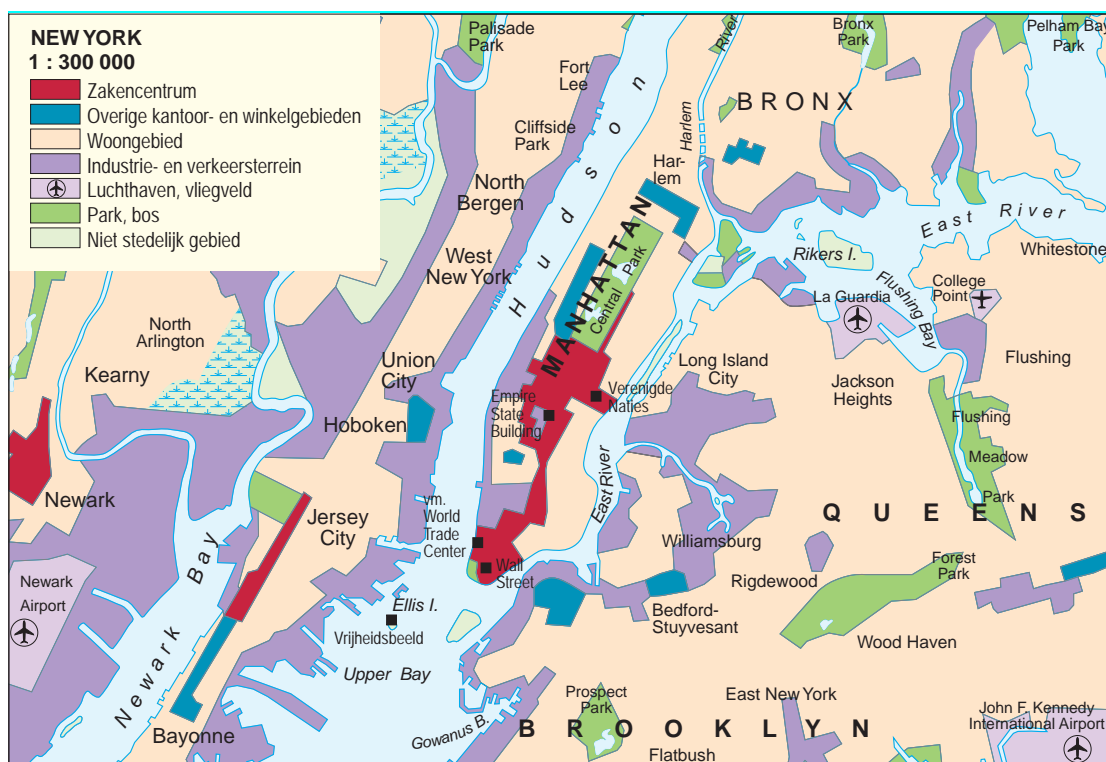 NEW YORK
1 : 300 000
Zakencentrum
Overige kantoor- en winkelgebieden
Woongebied
Industrie- en verkeersterrein
Luchthaven, vliegveld
Park, bos
Niet stedelijk gebied
Palisade
Park
Fort
Lee
Cliffside
Park
North
Bergen
West
New York
Union
City
Hoboken
North
Arlington
Kearny
Newark
Jersey
City
Newark
Airport
Newark Bay
Bayonne
Hudson
River
Harlem
BRONX
Bronx
Park
Pelham Bay
Park
Har-
lem
MANHATTAN
Central Park
East River
Rikers I.
Whitestone
La Guardia
Flushing Bay
College
Point
Flushing
Long Island
City
Jackson
Heights
Flushing
Meadow
Park
Empire
State
Building
Verenigde
Naties
East River
vm.
World
Trade
Center
Wall
Street
Ellis I.
Vrijheidsbeeld
Upper Bay
Gowanus B.
QUEENS
Williamsburg
Rigdewood
Forest
Park
Bedford-
Stuyvesant
Wood Haven
Prospect
Park
East New York
BROOKLYN
Flatbush
John F. Kennedy
International Airport